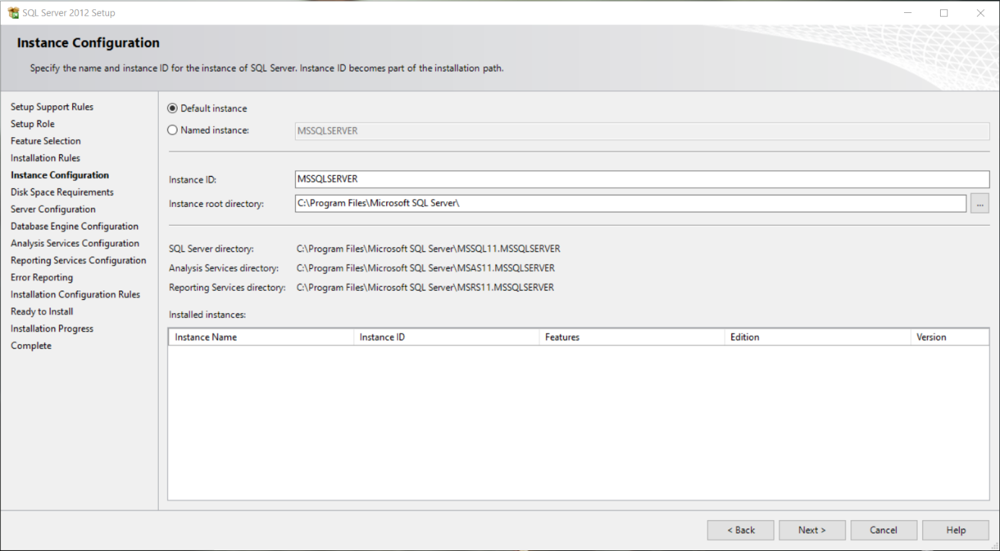 SQL Server 2012 Setup
Instance Configuration
Specify the name and instance ID for the instance of SQL Server. Instance ID becomes part of the installation path.
Setup Support Rules
Setup Role
Feature Selection
Installation Rules
Instance Configuration
Disk Space Requirements
Server Configuration
Database Engine Configuration
Analysis Services Configuration
Reporting Services Configuration
Error Reporting
Installation Configuration Rules
Ready to Install
Installation Progress
Complete
Default instance
Named instance: MSSQLSERVER
Instance ID: MSSQLSERVER
Instance root directory: C:\Program Files\Microsoft SQL Server\ ...
SQL Server directory: C:\Program Files\Microsoft SQL Server\MSSQL11.MSSQLSERVER
Analysis Services directory: C:\Program Files\Microsoft SQL Server\MSAS11.MSSQLSERVER
Reporting Services directory: C:\Program Files\Microsoft SQL Server\MSRS11.MSSQLSERVER
Installed instances:
Instance Name Instance ID Features Edition Version
< Back Next > Cancel Help